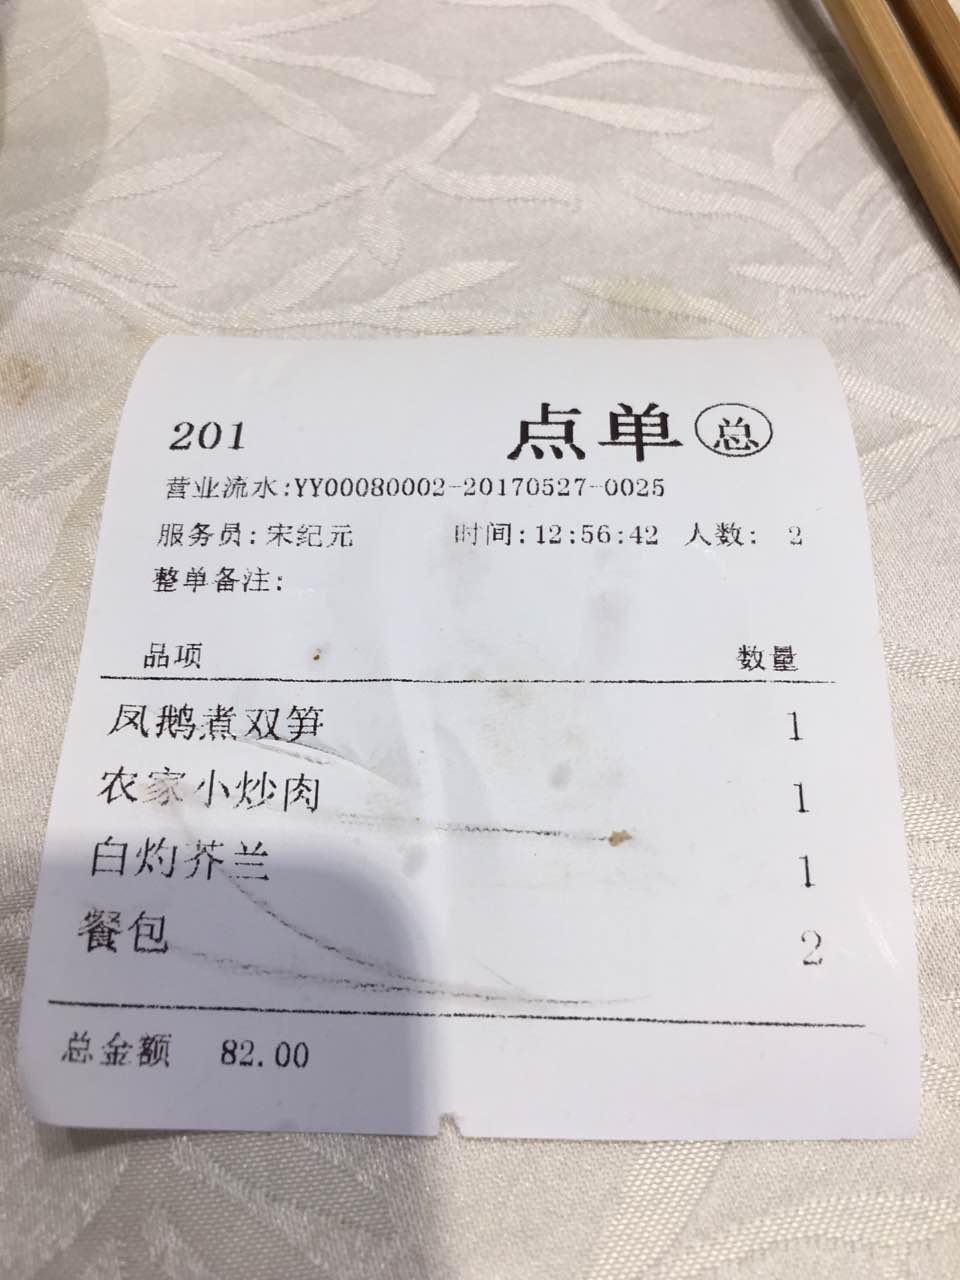 201 点单 总
营业流水:YY00080002-20170527-0025
服务员: 宋纪元 时间:12:56:42 人数: 2
整单备注:
品项 数量
凤鹅煮双笋 1
农家小炒肉 1
白灼芥兰 1
餐包 2
总金额 82.00